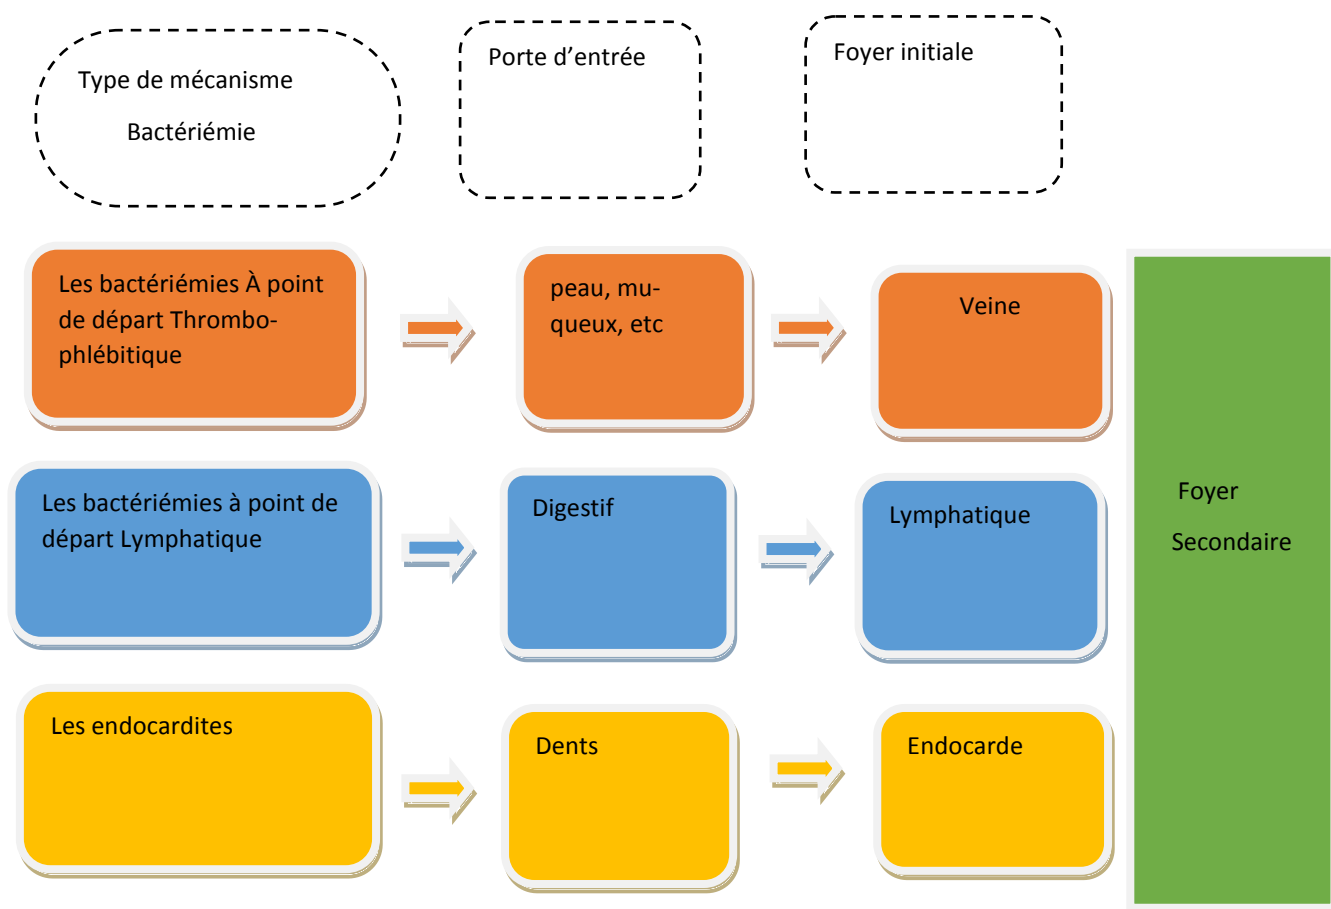 Type de mécanisme
Bactériémie
Porte d’entrée
Foyer initiale
Les bactériémies À point
de départ Thrombo-
phlébitique
peau, mu-
queux, etc
Veine
Les bactériémies à point de
départ Lymphatique
Digestif
Lymphatique
Les endocardites
Dents
Endocarde
Foyer
Secondaire